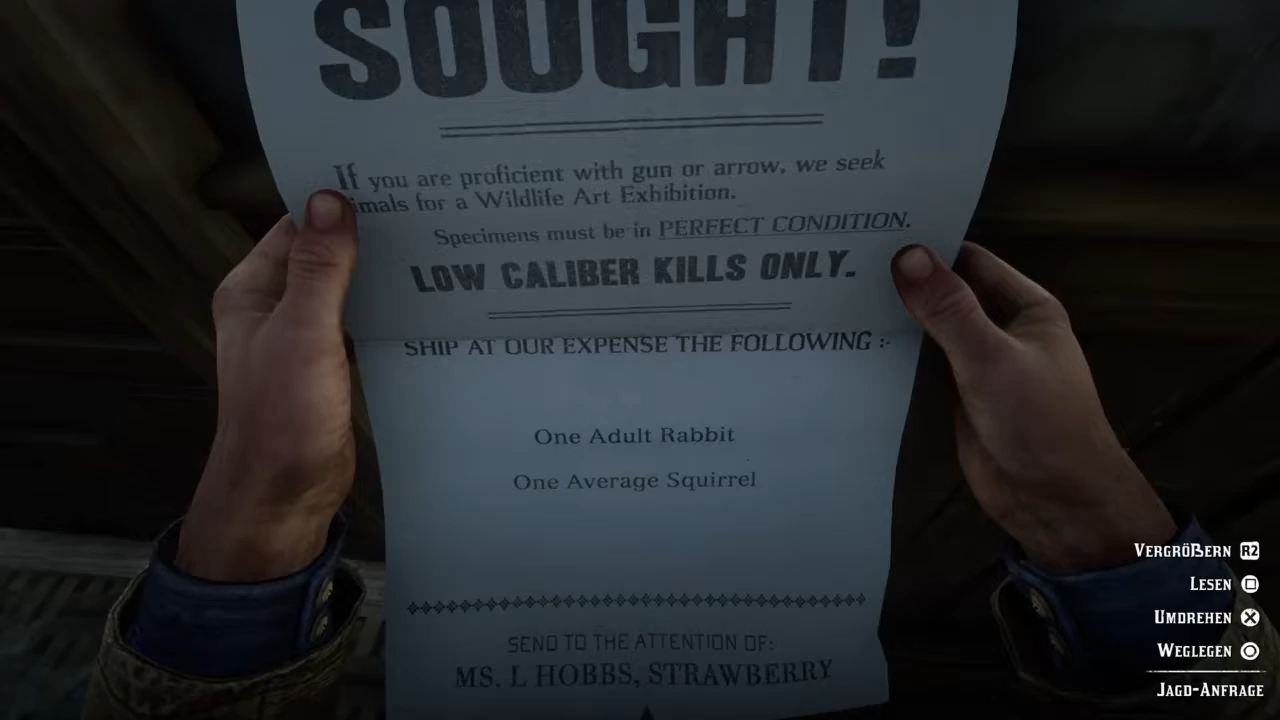 SOUGHT!
If you are proficient with gun or arrow, we seek
imals for a Wildlife Art Exhibition.
Specimens must be in PERFECT CONDITION.
LOW CALIBER KILLS ONLY.
SHIP AT OUR EXPENSE THE FOLLOWING :-
One Adult Rabbit
One Average Squirrel
SEND TO THE ATTENTION OF:
MS. L HOBBS, STRAWBERRY
VERGRÖẞERN R2
LESEN
UMDREHEN
WEGLEGEN
JAGD-ANFRAGE